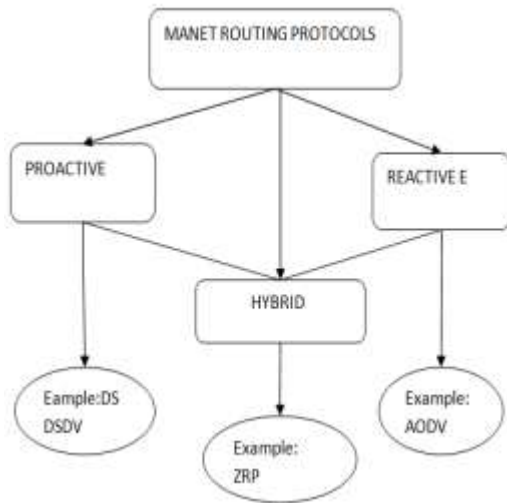 MANET ROUTING PROTOCOLS
PROACTIVE
REACTIVE E
HYBRID
Eample:DS
DSDV
Example:
ZRP
Example:
AODV